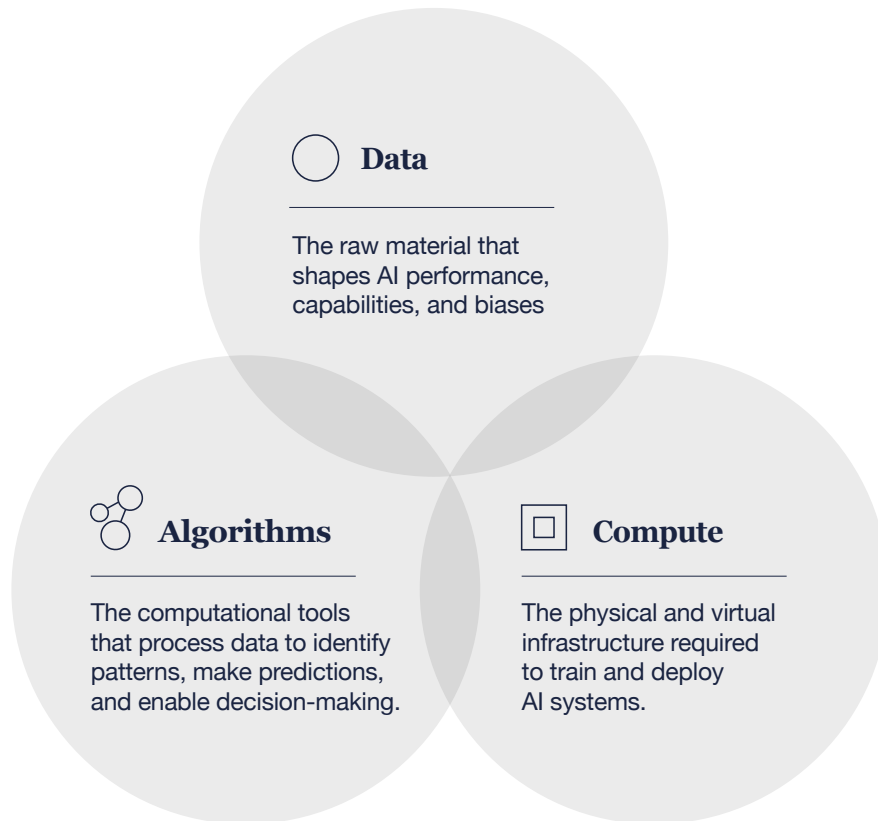 Data
The raw material that
shapes AI performance,
capabilities, and biases
Algorithms
The computational tools
that process data to identify
patterns, make predictions,
and enable decision-making.
Compute
The physical and virtual
infrastructure required
to train and deploy
AI systems.